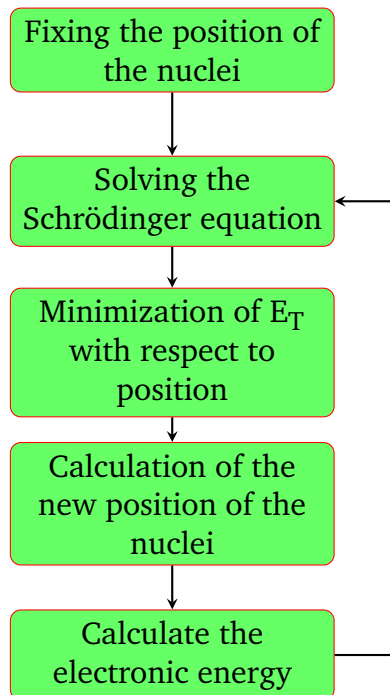 Fixing the position of
the nuclei
Solving the
Schrödinger equation
Minimization of E_T
with respect to
position
Calculation of the
new position of the
nuclei
Calculate the
electronic energy